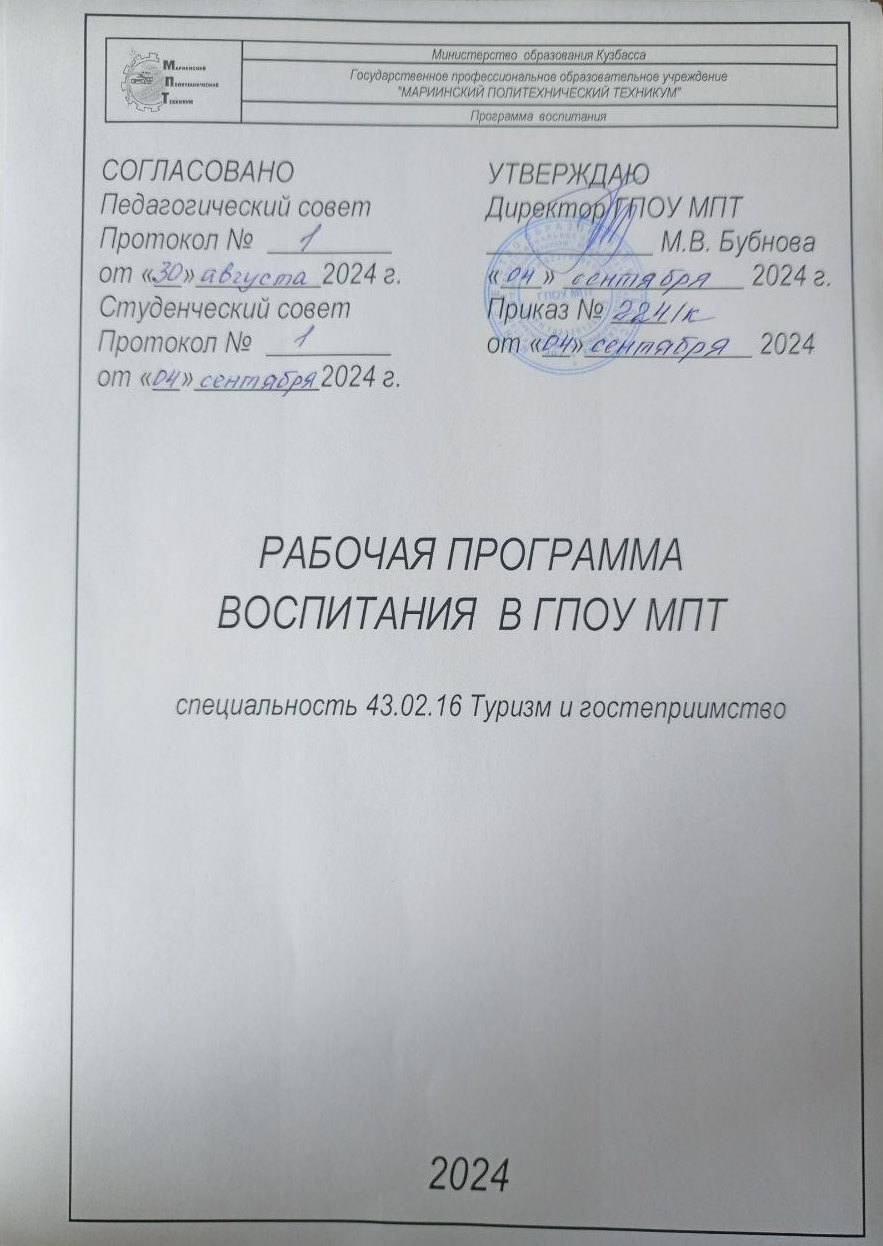 Мариинский
Политехнический
Техникум
Министерство образования Кузбасса
Государственное профессиональное образовательное учреждение
"МАРИИНСКИЙ ПОЛИТЕХНИЧЕСКИЙ ТЕХНИКУМ"
Программа воспитания
СОГЛАСОВАНО
Педагогический совет
Протокол № 1
от «30» августа 2024 г.
Студенческий совет
Протокол № 1
от «04» сентября 2024 г.
УТВЕРЖДАЮ
Директор ГПОУ МПТ
М.В. Бубнова
«04» сентября 2024 г.
Приказ № 224/к
от «04» сентября 2024
РАБОЧАЯ ПРОГРАММА
ВОСПИТАНИЯ В ГПОУ МПТ
специальность 43.02.16 Туризм и гостеприимство
2024